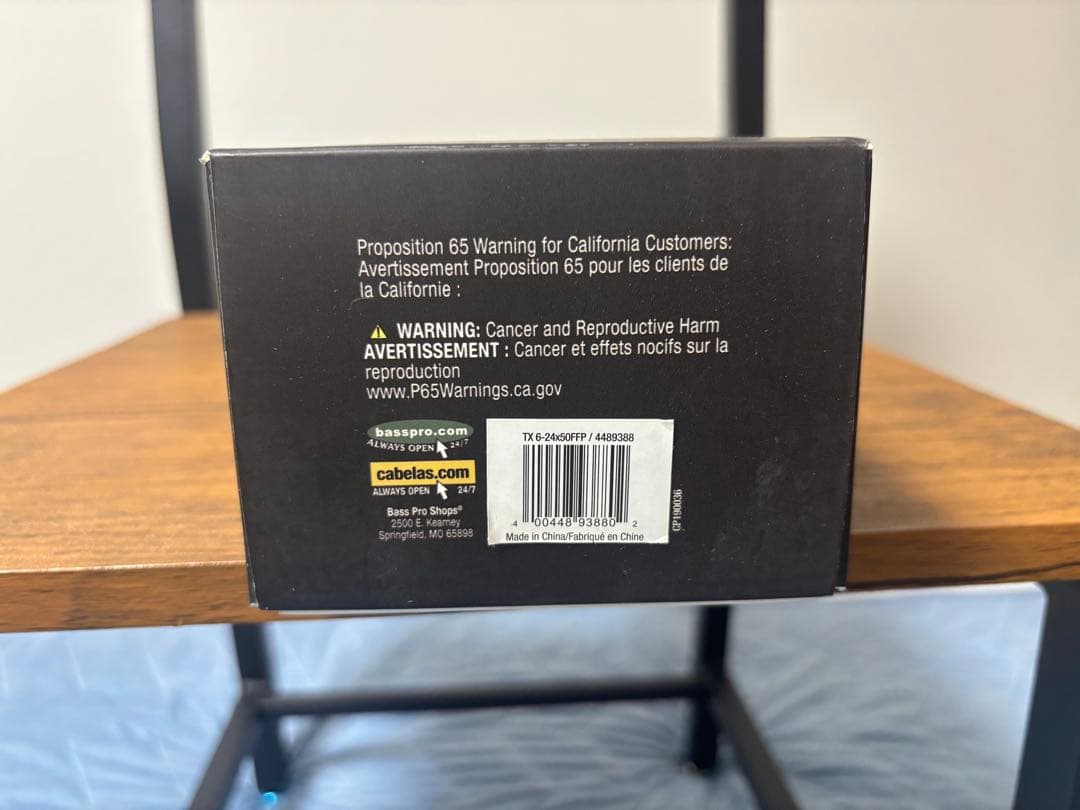 Proposition 65 Warning for California Customers:
Avertissement Proposition 65 pour les clients de
la Californie :
WARNING: Cancer and Reproductive Harm
AVERTISSEMENT : Cancer et effets nocifs sur la
reproduction
www.P65Warnings.ca.gov
basspro.com
ALWAYS OPEN 24/7
cabelas.com
ALWAYS OPEN 24/7
Bass Pro Shops®
2500 E. Kearney
Springfield, MO 65898
TX 6-24x50FFP / 4489388
4 00448 93880 2
Made in China/Fabriqué en Chine
CP190036